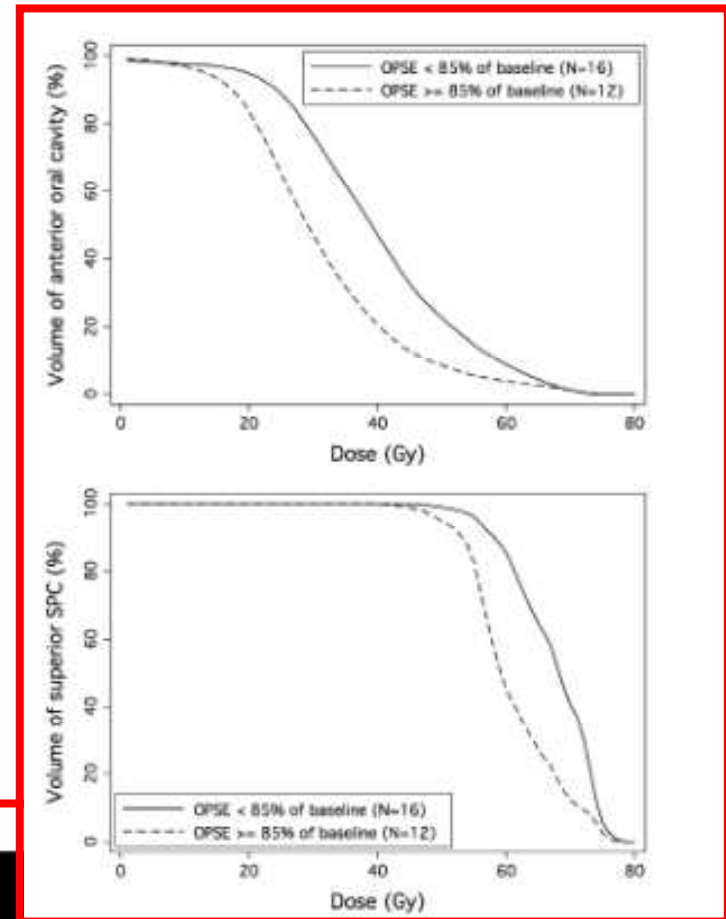 OPSE < 85% of baseline (N=16)
OPSE >= 85% of baseline (N=12)
Volume of anterior oral cavity (%)
100
80
60
40
20
0
0 20 40 60 80
Dose (Gy)
Volume of superior SPC (%)
100
80
60
40
20
0
OPSE < 85% of baseline (N=16)
OPSE >= 85% of baseline (N=12)
0 20 40 60 80
Dose (Gy)